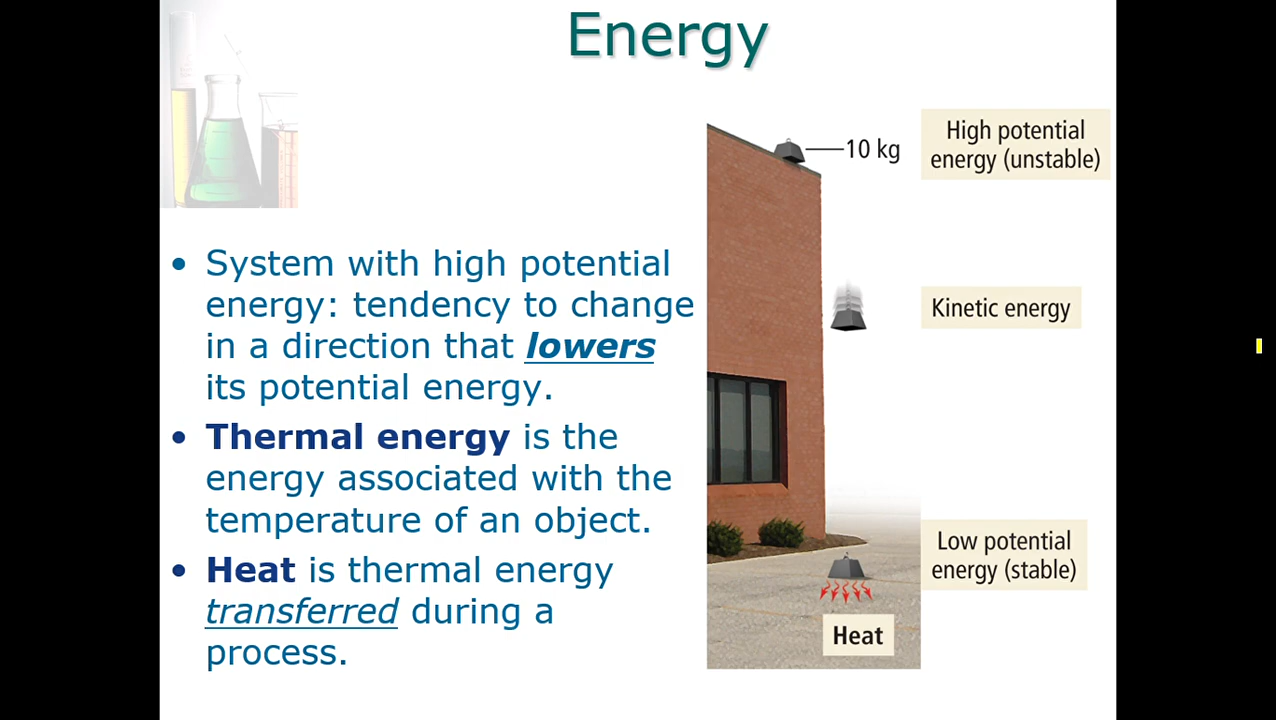 Energy
• System with high potential
energy: tendency to change
in a direction that lowers
its potential energy.
• Thermal energy is the
energy associated with the
temperature of an object.
• Heat is thermal energy
transferred during a
process.
10 kg
High potential
energy (unstable)
Kinetic energy
Low potential
energy (stable)
Heat